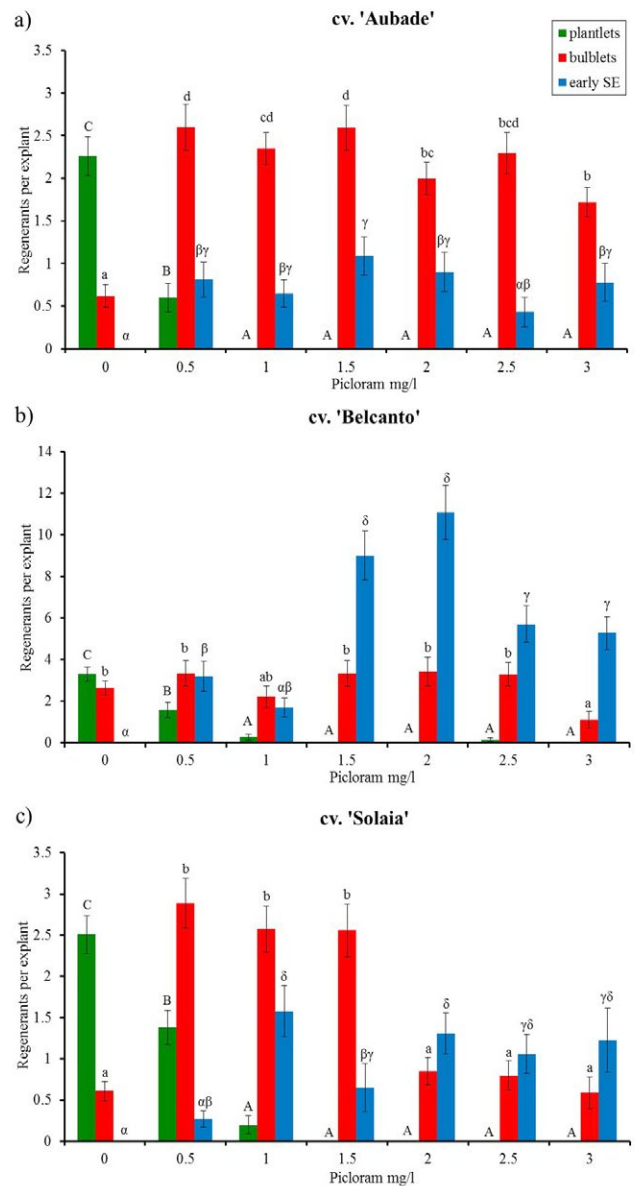 a)
cv. 'Aubade'
plantlets
bulblets
early SE
Regenerants per explant
3.5
3
2.5
2
1.5
1
0.5
0
C a α
B d βγ
A cd βγ
A d γ
A bc βγ
A bcd αβ
A b βγ
0 0.5 1 1.5 2 2.5 3
Picloram mg/l
b)
cv. 'Belcanto'
Regenerants per explant
14
12
10
8
6
4
2
0
C b α
B b β
A ab αβ
A b δ
A b δ
A b γ
A a γ
0 0.5 1 1.5 2 2.5 3
Picloram mg/l
c)
cv. 'Solaia'
Regenerants per explant
3.5
3
2.5
2
1.5
1
0.5
0
C a α
B b αβ
A b δ
A b βγ
A a δ
A a γδ
A a γδ
0 0.5 1 1.5 2 2.5 3
Picloram mg/l